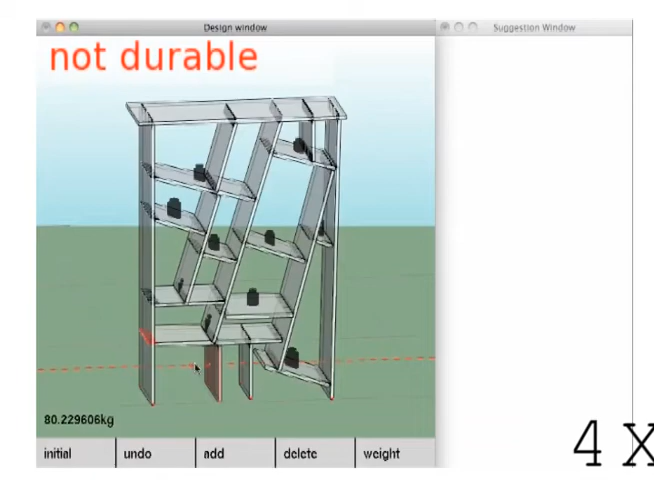 Design window
Suggestion Window
not durable
80.229606kg
initial undo add delete weight
4 x